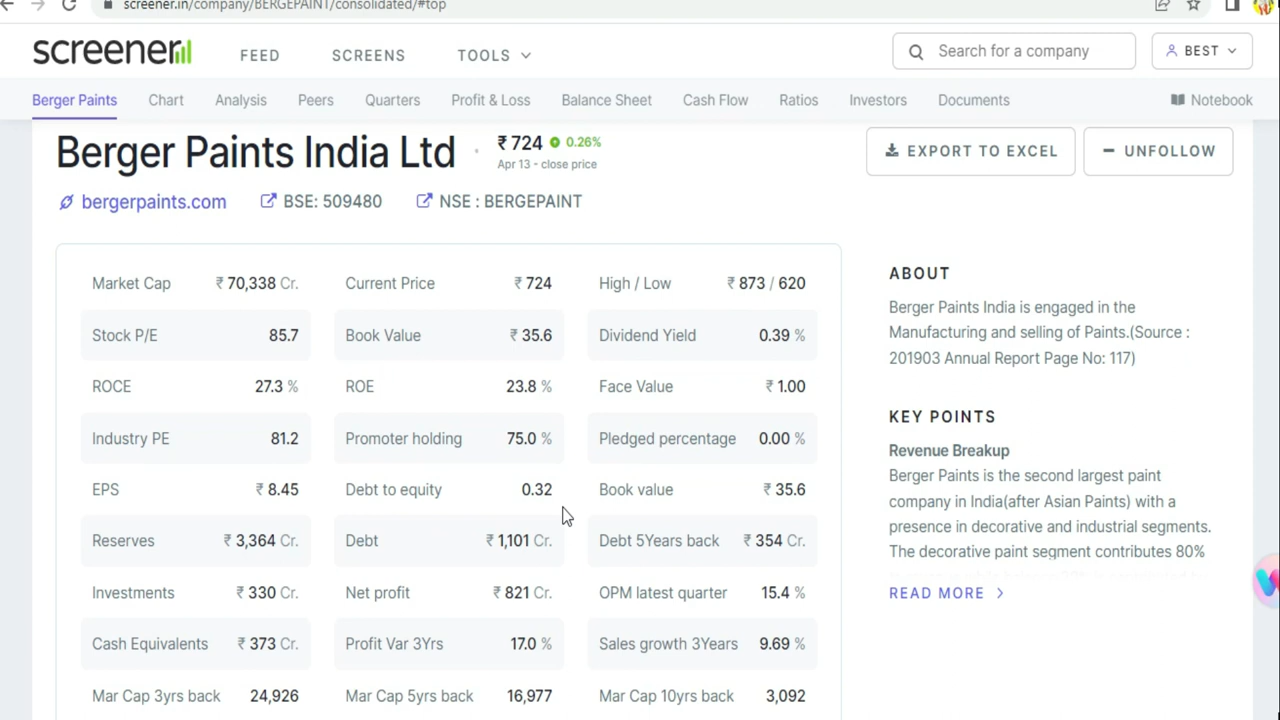 screener.in/company/BERGEPAINT/consolidated/#top
screener
FEED
SCREENS
TOOLS
Search for a company
BEST
Berger Paints
Chart
Analysis
Peers
Quarters
Profit & Loss
Balance Sheet
Cash Flow
Ratios
Investors
Documents
Notebook
Berger Paints India Ltd
₹ 724 0.26%
Apr 13 - close price
EXPORT TO EXCEL
UNFOLLOW
bergerpaints.com
BSE: 509480
NSE : BERGEPAINT
Market Cap ₹ 70,338 Cr.
Current Price ₹ 724
High / Low ₹ 873 / 620
Stock P/E 85.7
Book Value ₹ 35.6
Dividend Yield 0.39 %
ROCE 27.3 %
ROE 23.8 %
Face Value ₹ 1.00
Industry PE 81.2
Promoter holding 75.0 %
Pledged percentage 0.00 %
EPS ₹ 8.45
Debt to equity 0.32
Book value ₹ 35.6
Reserves ₹ 3,364 Cr.
Debt ₹ 1,101 Cr.
Debt 5Years back ₹ 354 Cr.
Investments ₹ 330 Cr.
Net profit ₹ 821 Cr.
OPM latest quarter 15.4 %
Cash Equivalents ₹ 373 Cr.
Profit Var 3Yrs 17.0 %
Sales growth 3Years 9.69 %
Mar Cap 3yrs back 24,926
Mar Cap 5yrs back 16,977
Mar Cap 10yrs back 3,092
ABOUT
Berger Paints India is engaged in the
Manufacturing and selling of Paints.(Source :
201903 Annual Report Page No: 117)
KEY POINTS
Revenue Breakup
Berger Paints is the second largest paint
company in India(after Asian Paints) with a
presence in decorative and industrial segments.
The decorative paint segment contributes 80%
READ MORE